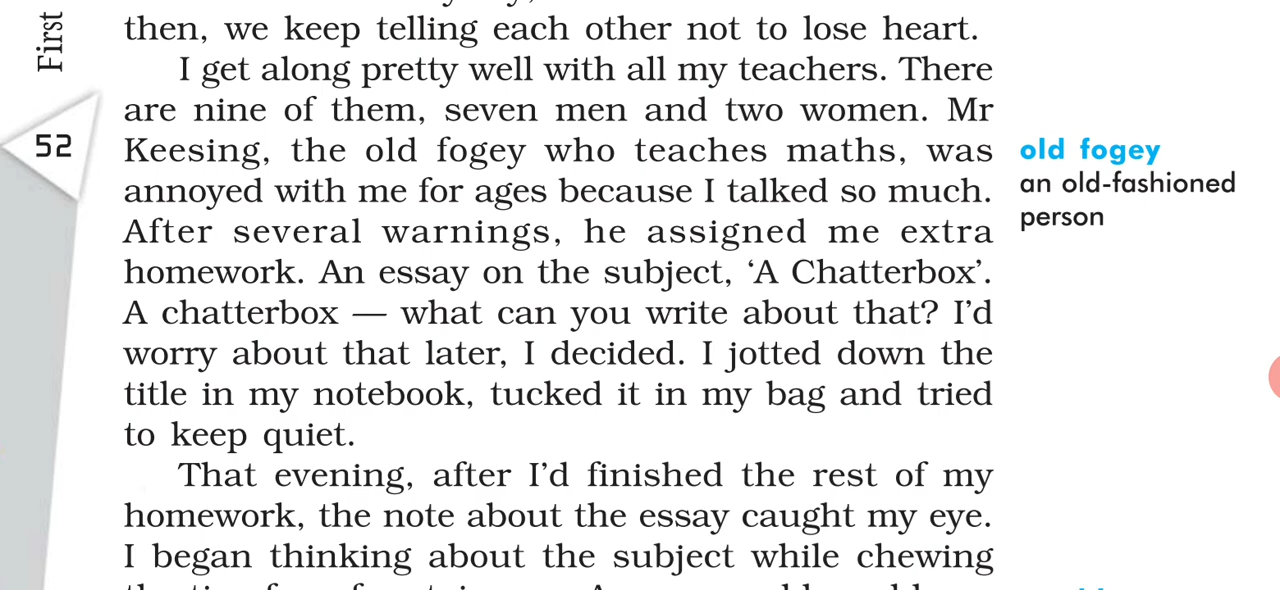 First
52
then, we keep telling each other not to lose heart.
I get along pretty well with all my teachers. There
are nine of them, seven men and two women. Mr
Keesing, the old fogey who teaches maths, was
annoyed with me for ages because I talked so much.
After several warnings, he assigned me extra
homework. An essay on the subject, ‘A Chatterbox’.
A chatterbox — what can you write about that? I’d
worry about that later, I decided. I jotted down the
title in my notebook, tucked it in my bag and tried
to keep quiet.
That evening, after I’d finished the rest of my
homework, the note about the essay caught my eye.
I began thinking about the subject while chewing
old fogey
an old-fashioned
person